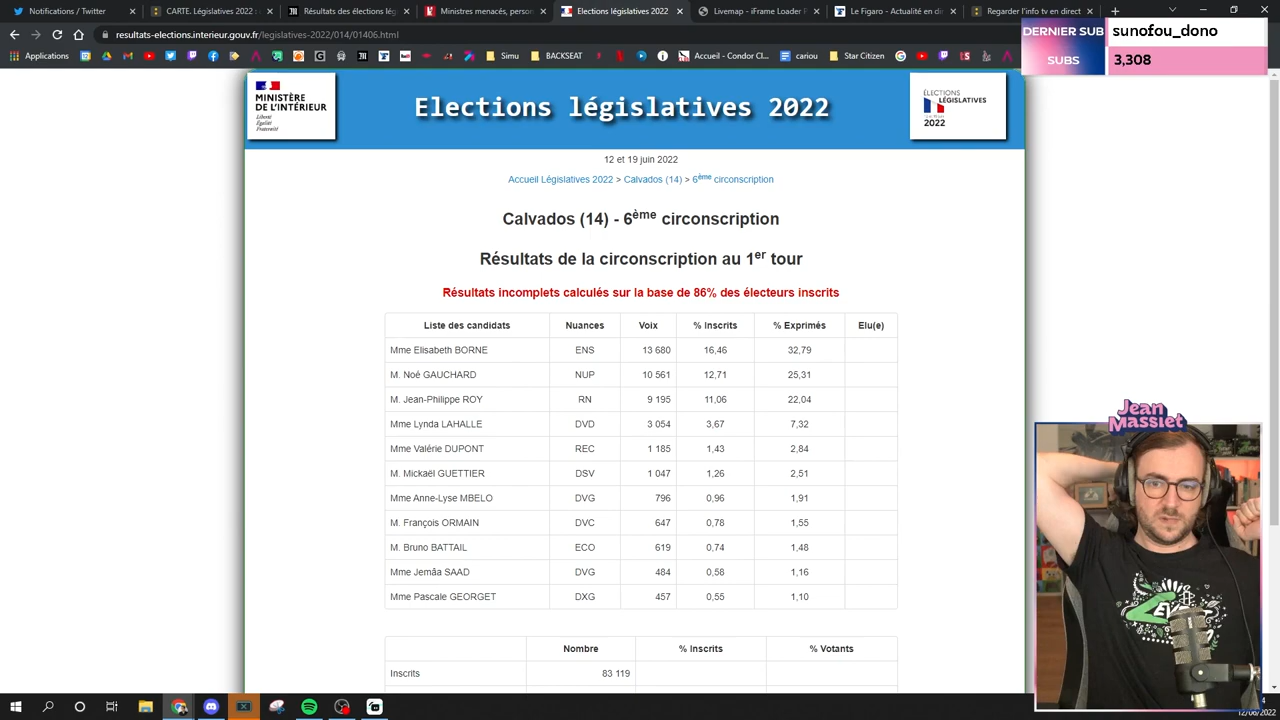 CARTE. Législatives 2022 :
Résultats des élections lég
Ministres menacés, person
Elections législatives 2022
Livemap - iFrame Loader F
Le Figaro - Actualité en dir
Regarder l'info tv en direct
resultats-elections.interieur.gouv.fr/legislatives-2022/014/01406.html
Applications (1) Accueil / Twitter Simu BACKSEAT Accueil - Condor Cl... cariou Star Citizen
DERNIER SUB sunofou_dono
SUBS 3,308
MINISTÈRE
DE L'INTÉRIEUR
Liberté
Égalité
Fraternité
Elections législatives 2022
ÉLECTIONS
LÉGISLATIVES
2022
12 et 19 juin 2022
Accueil Législatives 2022 > Calvados (14) > 6ème circonscription
Calvados (14) - 6ème circonscription
Résultats de la circonscription au 1er tour
Résultats incomplets calculés sur la base de 86% des électeurs inscrits
Liste des candidats Nuances Voix % Inscrits % Exprimés Elu(e)
Mme Elisabeth BORNE ENS 13 680 16,46 32,79
M. Noé GAUCHARD NUP 10 561 12,71 25,31
M. Jean-Philippe ROY RN 9 195 11,06 22,04
Mme Lynda LAHALLE DVD 3 054 3,67 7,32
Mme Valérie DUPONT REC 1 185 1,43 2,84
M. Mickaël GUETTIER DSV 1 047 1,26 2,51
Mme Anne-Lyse MBELO DVG 796 0,96 1,91
M. François ORMAIN DVC 647 0,78 1,55
M. Bruno BATTAIL ECO 619 0,74 1,48
Mme Jemâa SAAD DVG 484 0,58 1,16
Mme Pascale GEORGET DXG 457 0,55 1,10
Nombre % Inscrits % Votants
Inscrits 83 119
Jean
Massiet
12/06/2022